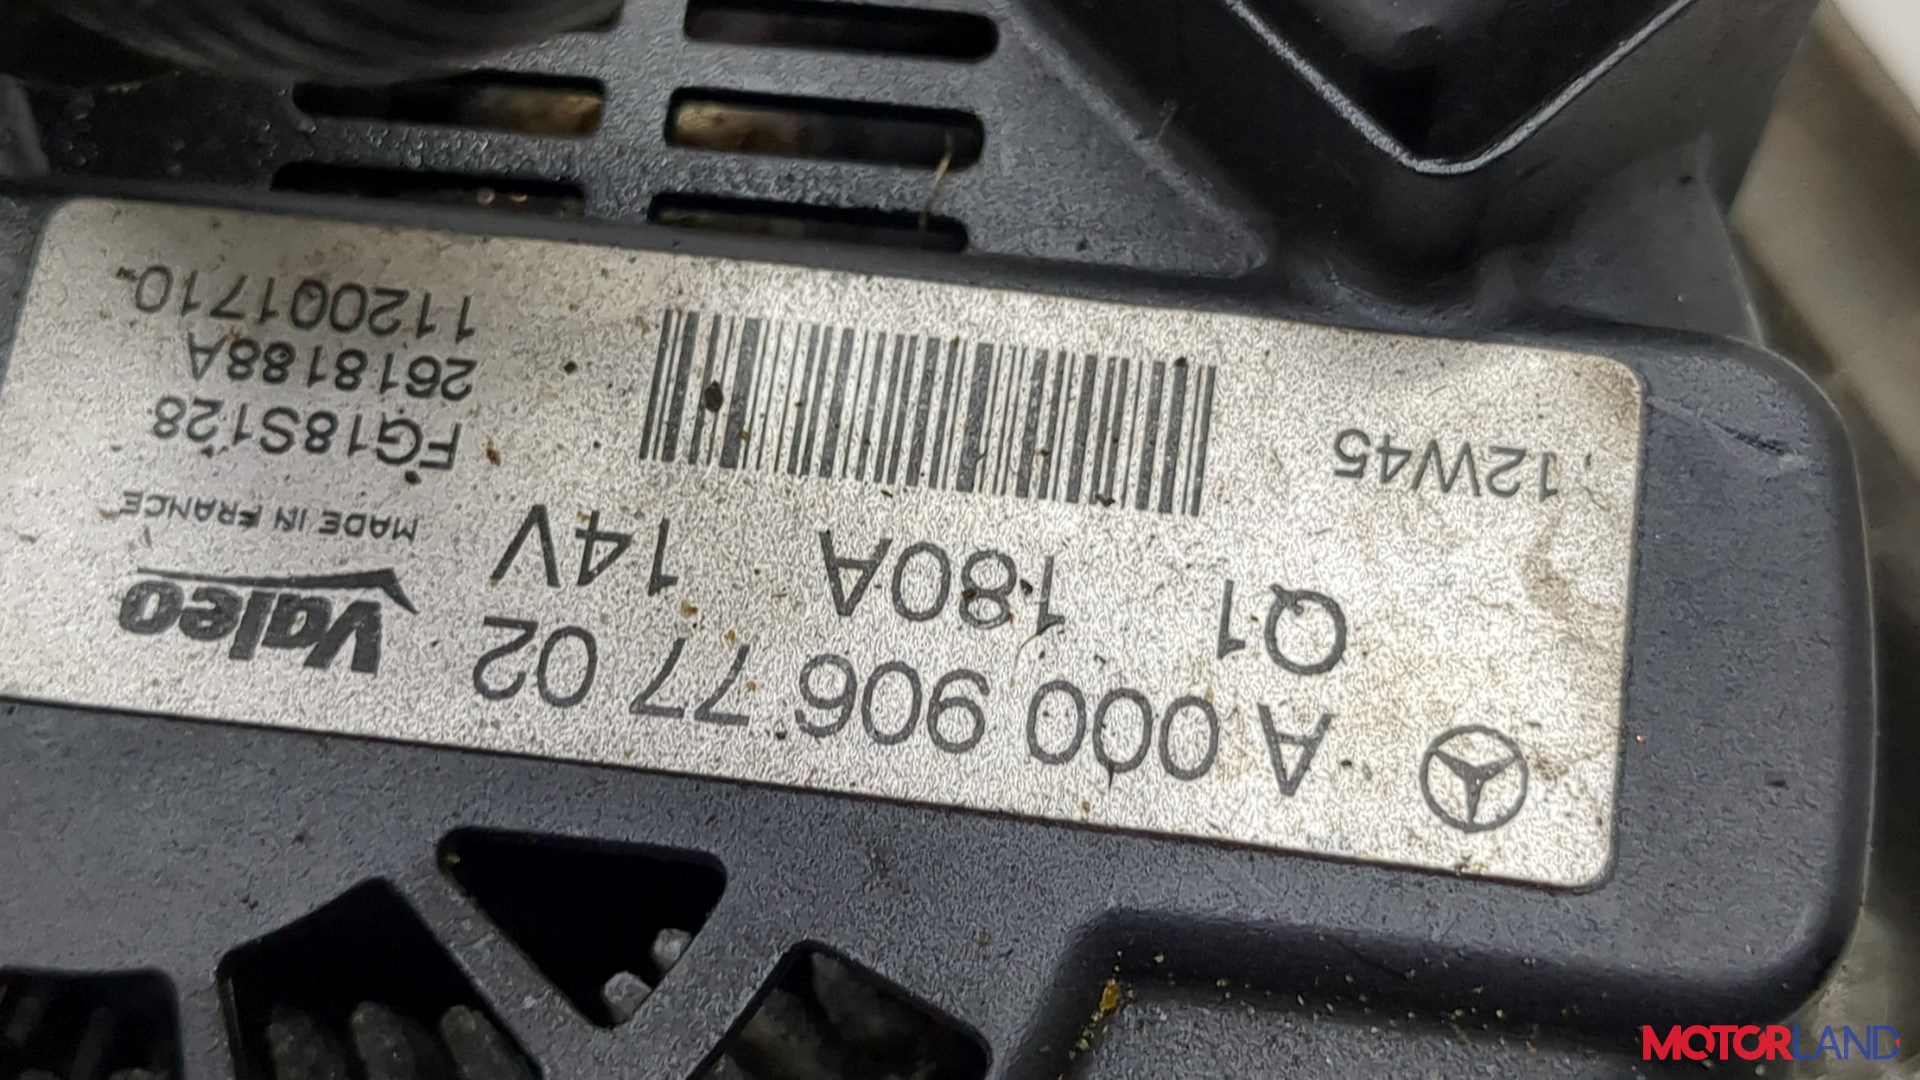 A 000 906 77 02
Valeo
Q1 180A 14V
MADE IN FRANCE
12W45
FG18S128
2618188A
112001710
MOTORLAND